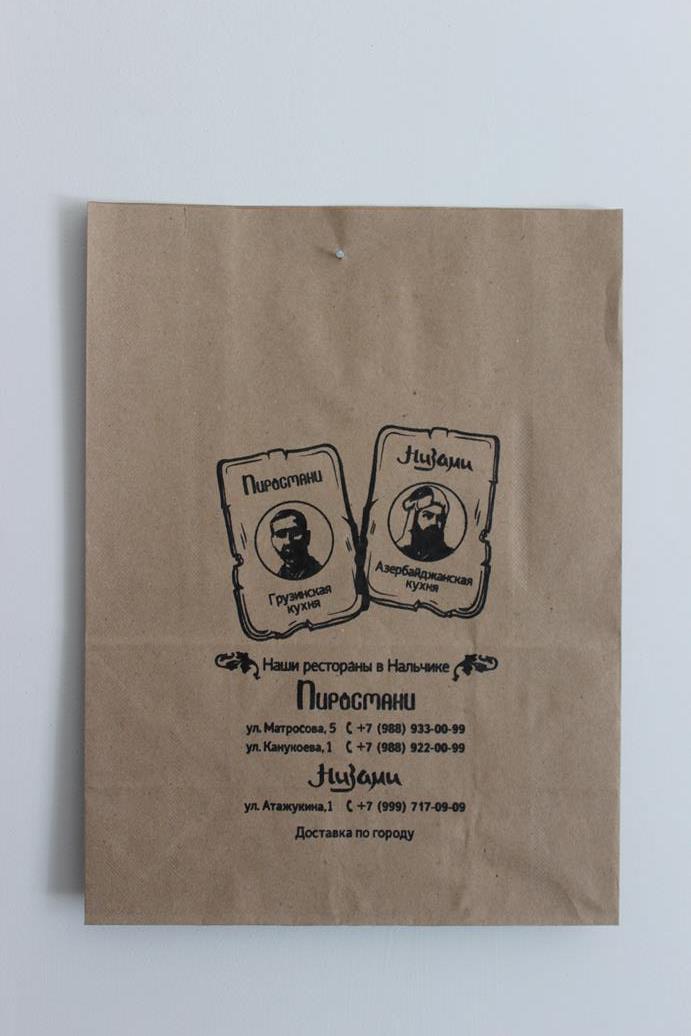 Пиросмани
Грузинская
кухня
Низами
Азербайджанская
кухня
Наши рестораны в Нальчике
Пиросмани
ул. Матросова, 5 +7 (988) 933-00-99
ул. Канукоева, 1 +7 (988) 922-00-99
Низами
ул. Атажукина,1 +7 (999) 717-09-09
Доставка по городу